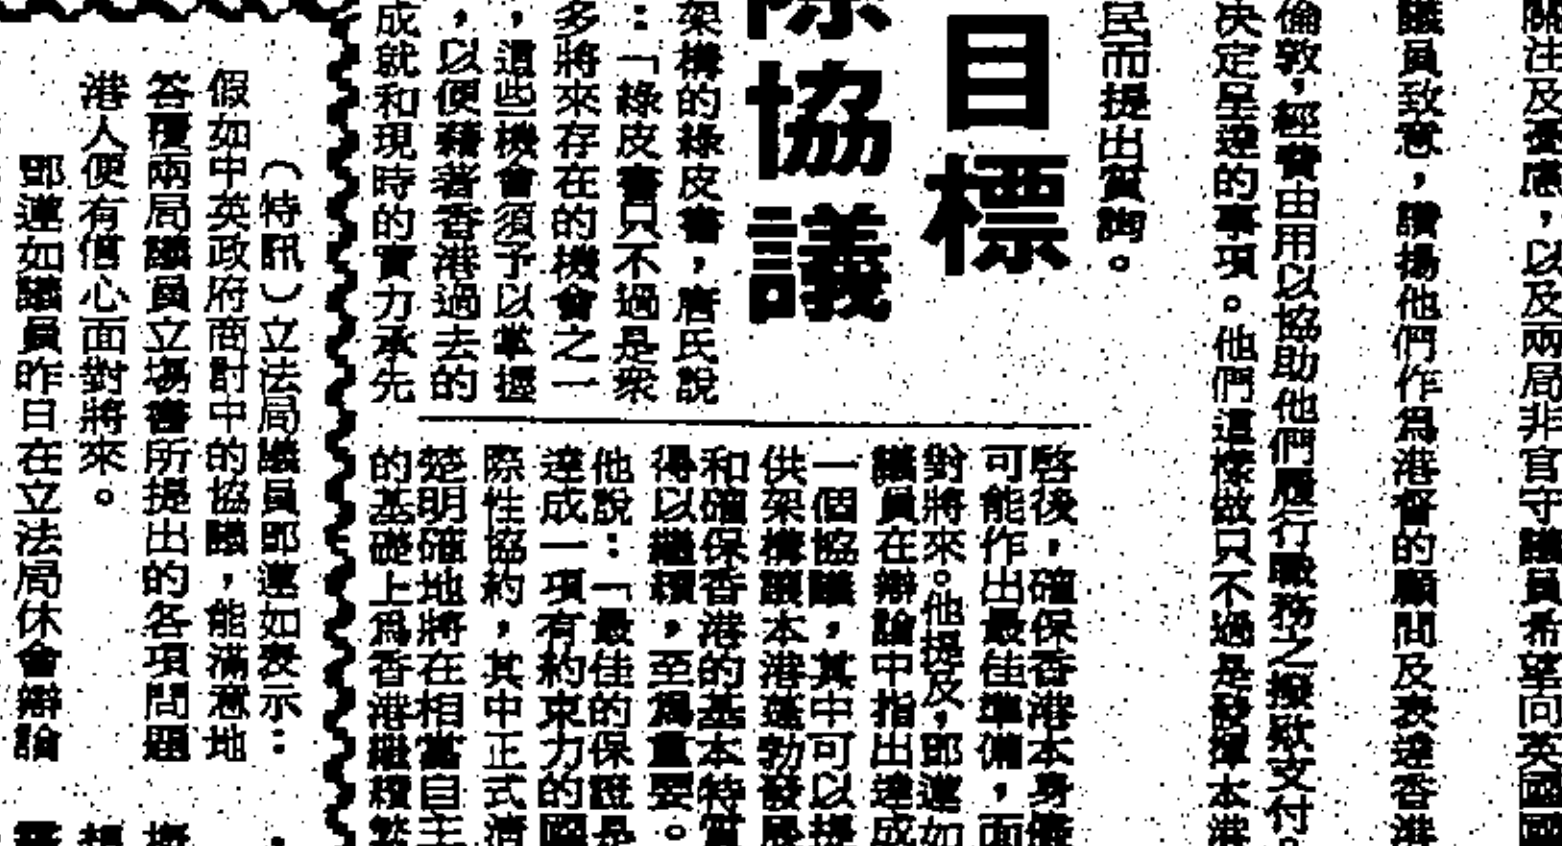 關注及憂慮，以及兩局非官守議員希望向英國國
議員致意，讚揚他們作爲港督的顧問及表達香港
倫敦，經費由用以協助他們履行職務之撥欵支付。
决定呈達的事項。他們這樣做只不過是發揮本港
民而提出質詢。
目標
際協議
架構的綠皮書，唐氏說
：「綠皮書只不過是衆
多將來存在的機會之一
，這些機會須予以掌握
，以便藉著香港過去的
成就和現時的實力承先
啓後，確保香港本身儘
可能作出最佳準備，面
對將來。他提及，鄧蓮如
議員在辯論中指出達成
一個協議，其中可以提
供架構讓本港蓬勃發展
和確保香港的基本特質
得以繼續，至爲重要。
他說：「最佳的保證是
達成一項有約束力的國
際性協約，其中正式清
楚明確地將在相當自主
的基礎上爲香港繼續繁
（特訊）立法局議員鄧蓮如表示：
假如中英政府商討中的協議，能滿意地
答覆兩局議員立場書所提出的各項問題
港人便有信心面對將來。
鄧蓮如議員昨日在立法局休會辯論